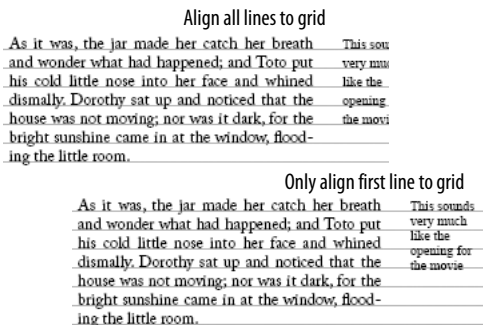 Align all lines to grid
As it was, the jar made her catch her breath
and wonder what had happened; and Toto put
his cold little nose into her face and whined
dismally. Dorothy sat up and noticed that the
house was not moving; nor was it dark, for the
bright sunshine came in at the window, flood-
ing the little room.
This sou
very muc
like the
opening
the movi
Only align first line to grid
As it was, the jar made her catch her breath
and wonder what had happened; and Toto put
his cold little nose into her face and whined
dismally. Dorothy sat up and noticed that the
house was not moving; nor was it dark, for the
bright sunshine came in at the window, flood-
ing the little room.
This sounds
very much
like the
opening for
the movie